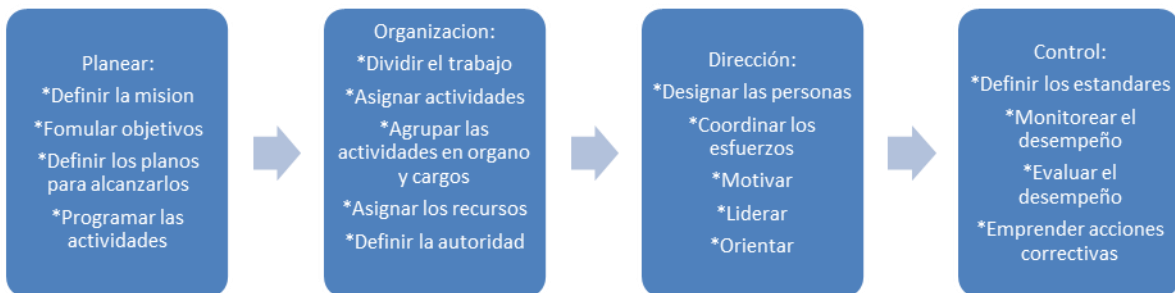 Planear:
*Definir la mision
*Fomular objetivos
*Definir los planos
para alcanzarlos
*Programar las
actividades
Organizacion:
*Dividir el trabajo
*Asignar actividades
*Agrupar las
actividades en organo
y cargos
*Asignar los recursos
*Definir la autoridad
Dirección:
*Designar las personas
*Coordinar los
esfuerzos
*Motivar
*Liderar
*Orientar
Control:
*Definir los estandares
*Monitorear el
desempeño
*Evaluar el
desempeño
*Emprender acciones
correctivas